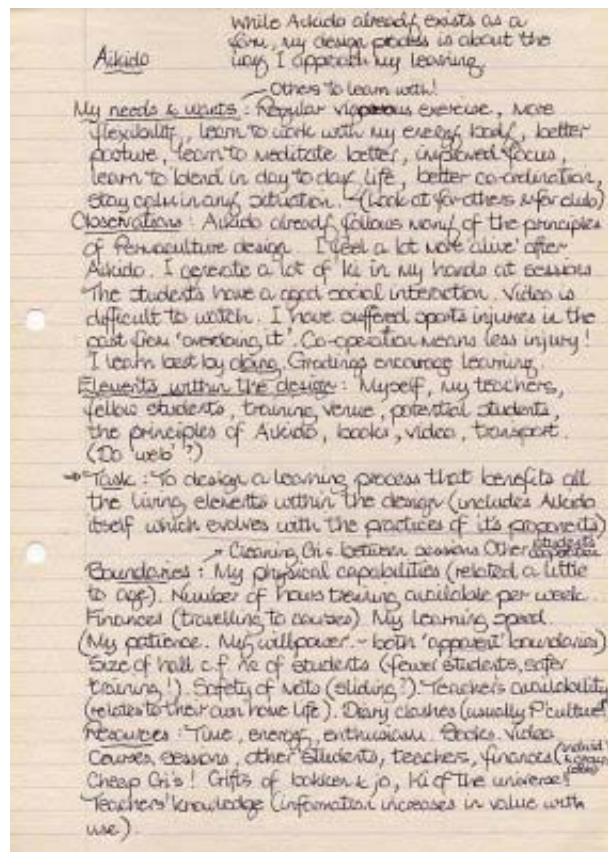 While Aikido already exists as a
form, my design process is about the
Aikido way I approach my learning.
Others to learn with!
My needs & wants: Regular vigorous exercise, more
flexibility, learn to work with my energy body, better
posture, learn to meditate better, improved focus,
learn to blend in day to day life, better co-ordination,
stay calm in any situation. - (Look at for others & for club)
Observations: Aikido already follows many of the principles
of Permaculture design. I feel a lot more 'alive' after
Aikido. I generate a lot of ki in my hands at sessions
The students have a good social interaction. Video is
difficult to watch. I have suffered sports injuries in the
past from 'overdoing it'. Co-operation means less injury!
I learn best by doing. Gradings encourage learning
Elements within the design: Myself, my teachers,
fellow students, training venue, potential students,
the principles of Aikido, books, video, transport.
(Do 'web'?)
→ Task: To design a learning process that benefits all
the living elements within the design (includes Aikido
itself which evolves with the practices of it's proponents)
Cleaning Gi's between sessions Other students
Boundaries: My physical capabilities (related a little
to age). Number of hours training available per week.
Finances (travelling to courses) My learning speed.
(My patience. My willpower. - both 'apparent' boundaries)
Size of hall c.f. no of students (fewer students, safer
training!). Safety of mats (sliding?). Teacher's availability
(relates to their own home life). Diary clashes (usually P'culture)
Resources: Time, energy, enthusiasm. Books. Video
Courses, sessions, other students, teachers, finances (individ'
& group
Cheap Gi's! Gifts of bokken & jo, Ki of the universe!
Teachers' knowledge (information increases in value with
use).